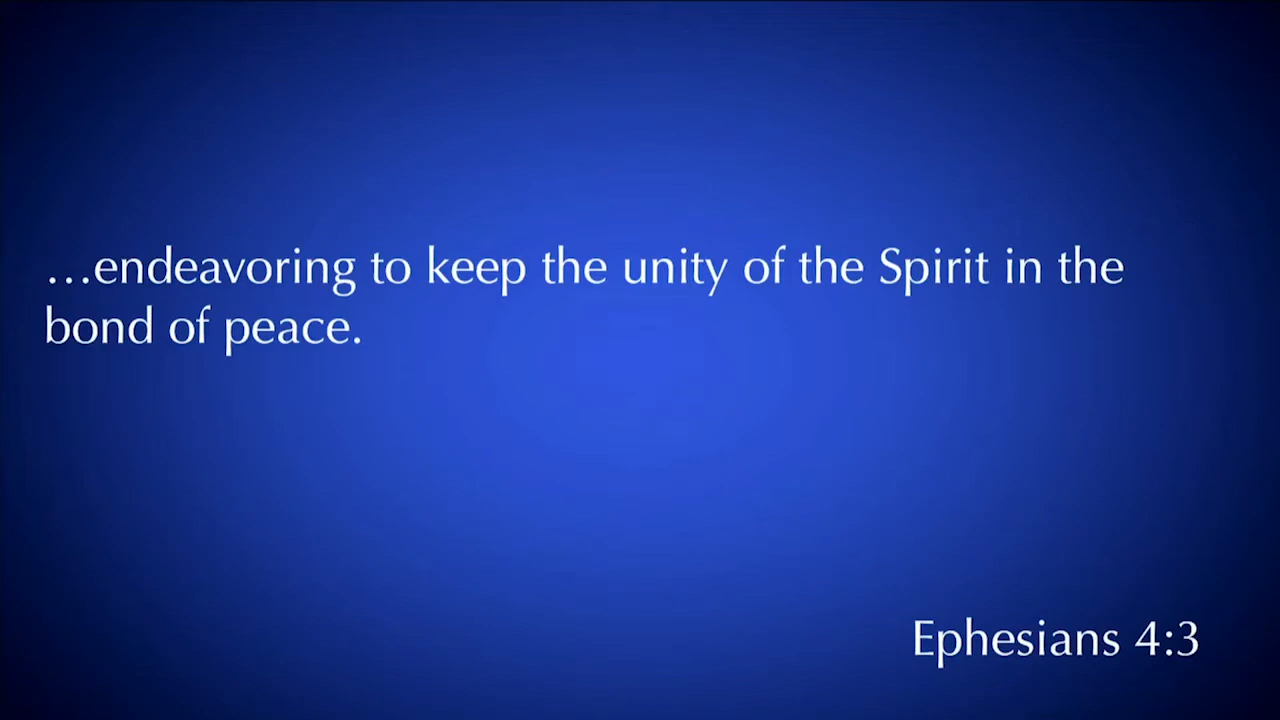 …endeavoring to keep the unity of the Spirit in the
bond of peace.
Ephesians 4:3